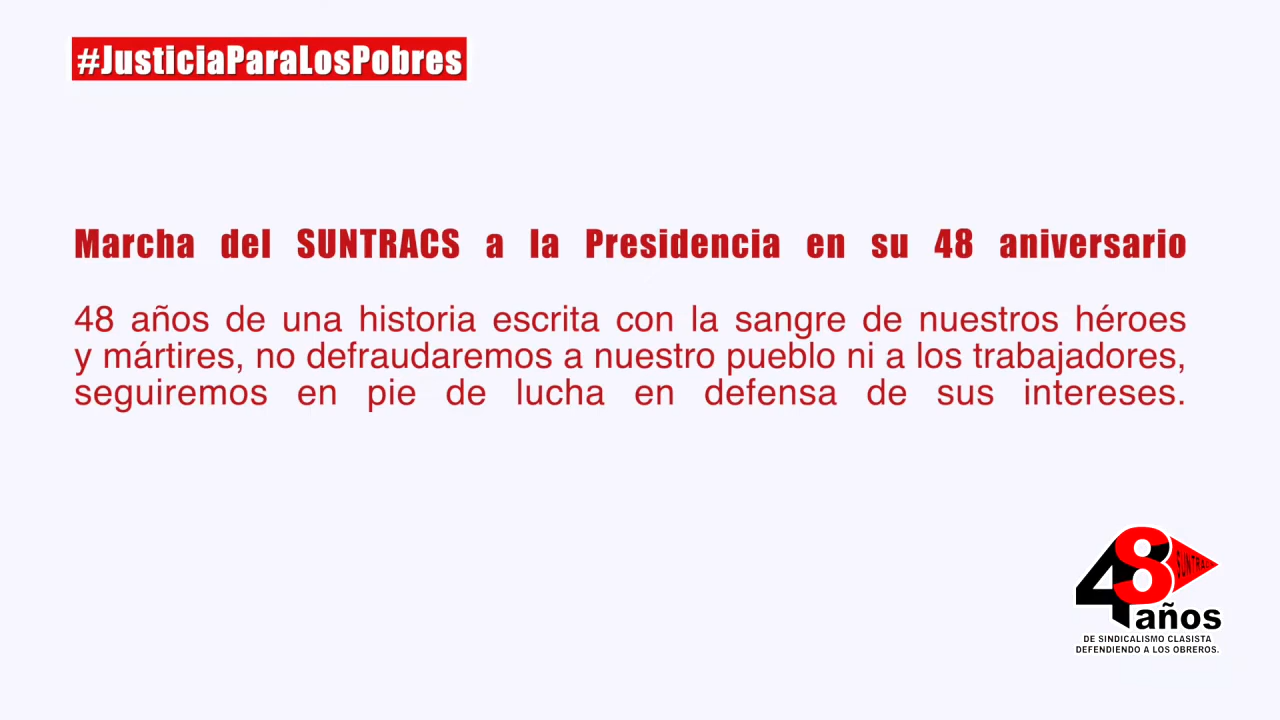 #JusticiaParaLosPobres
Marcha del SUNTRACS a la Presidencia en su 48 aniversario
48 años de una historia escrita con la sangre de nuestros héroes
y mártires, no defraudaremos a nuestro pueblo ni a los trabajadores,
seguiremos en pie de lucha en defensa de sus intereses.
48
SUNTRACS
años
DE SINDICALISMO CLASISTA
DEFENDIENDO A LOS OBREROS.